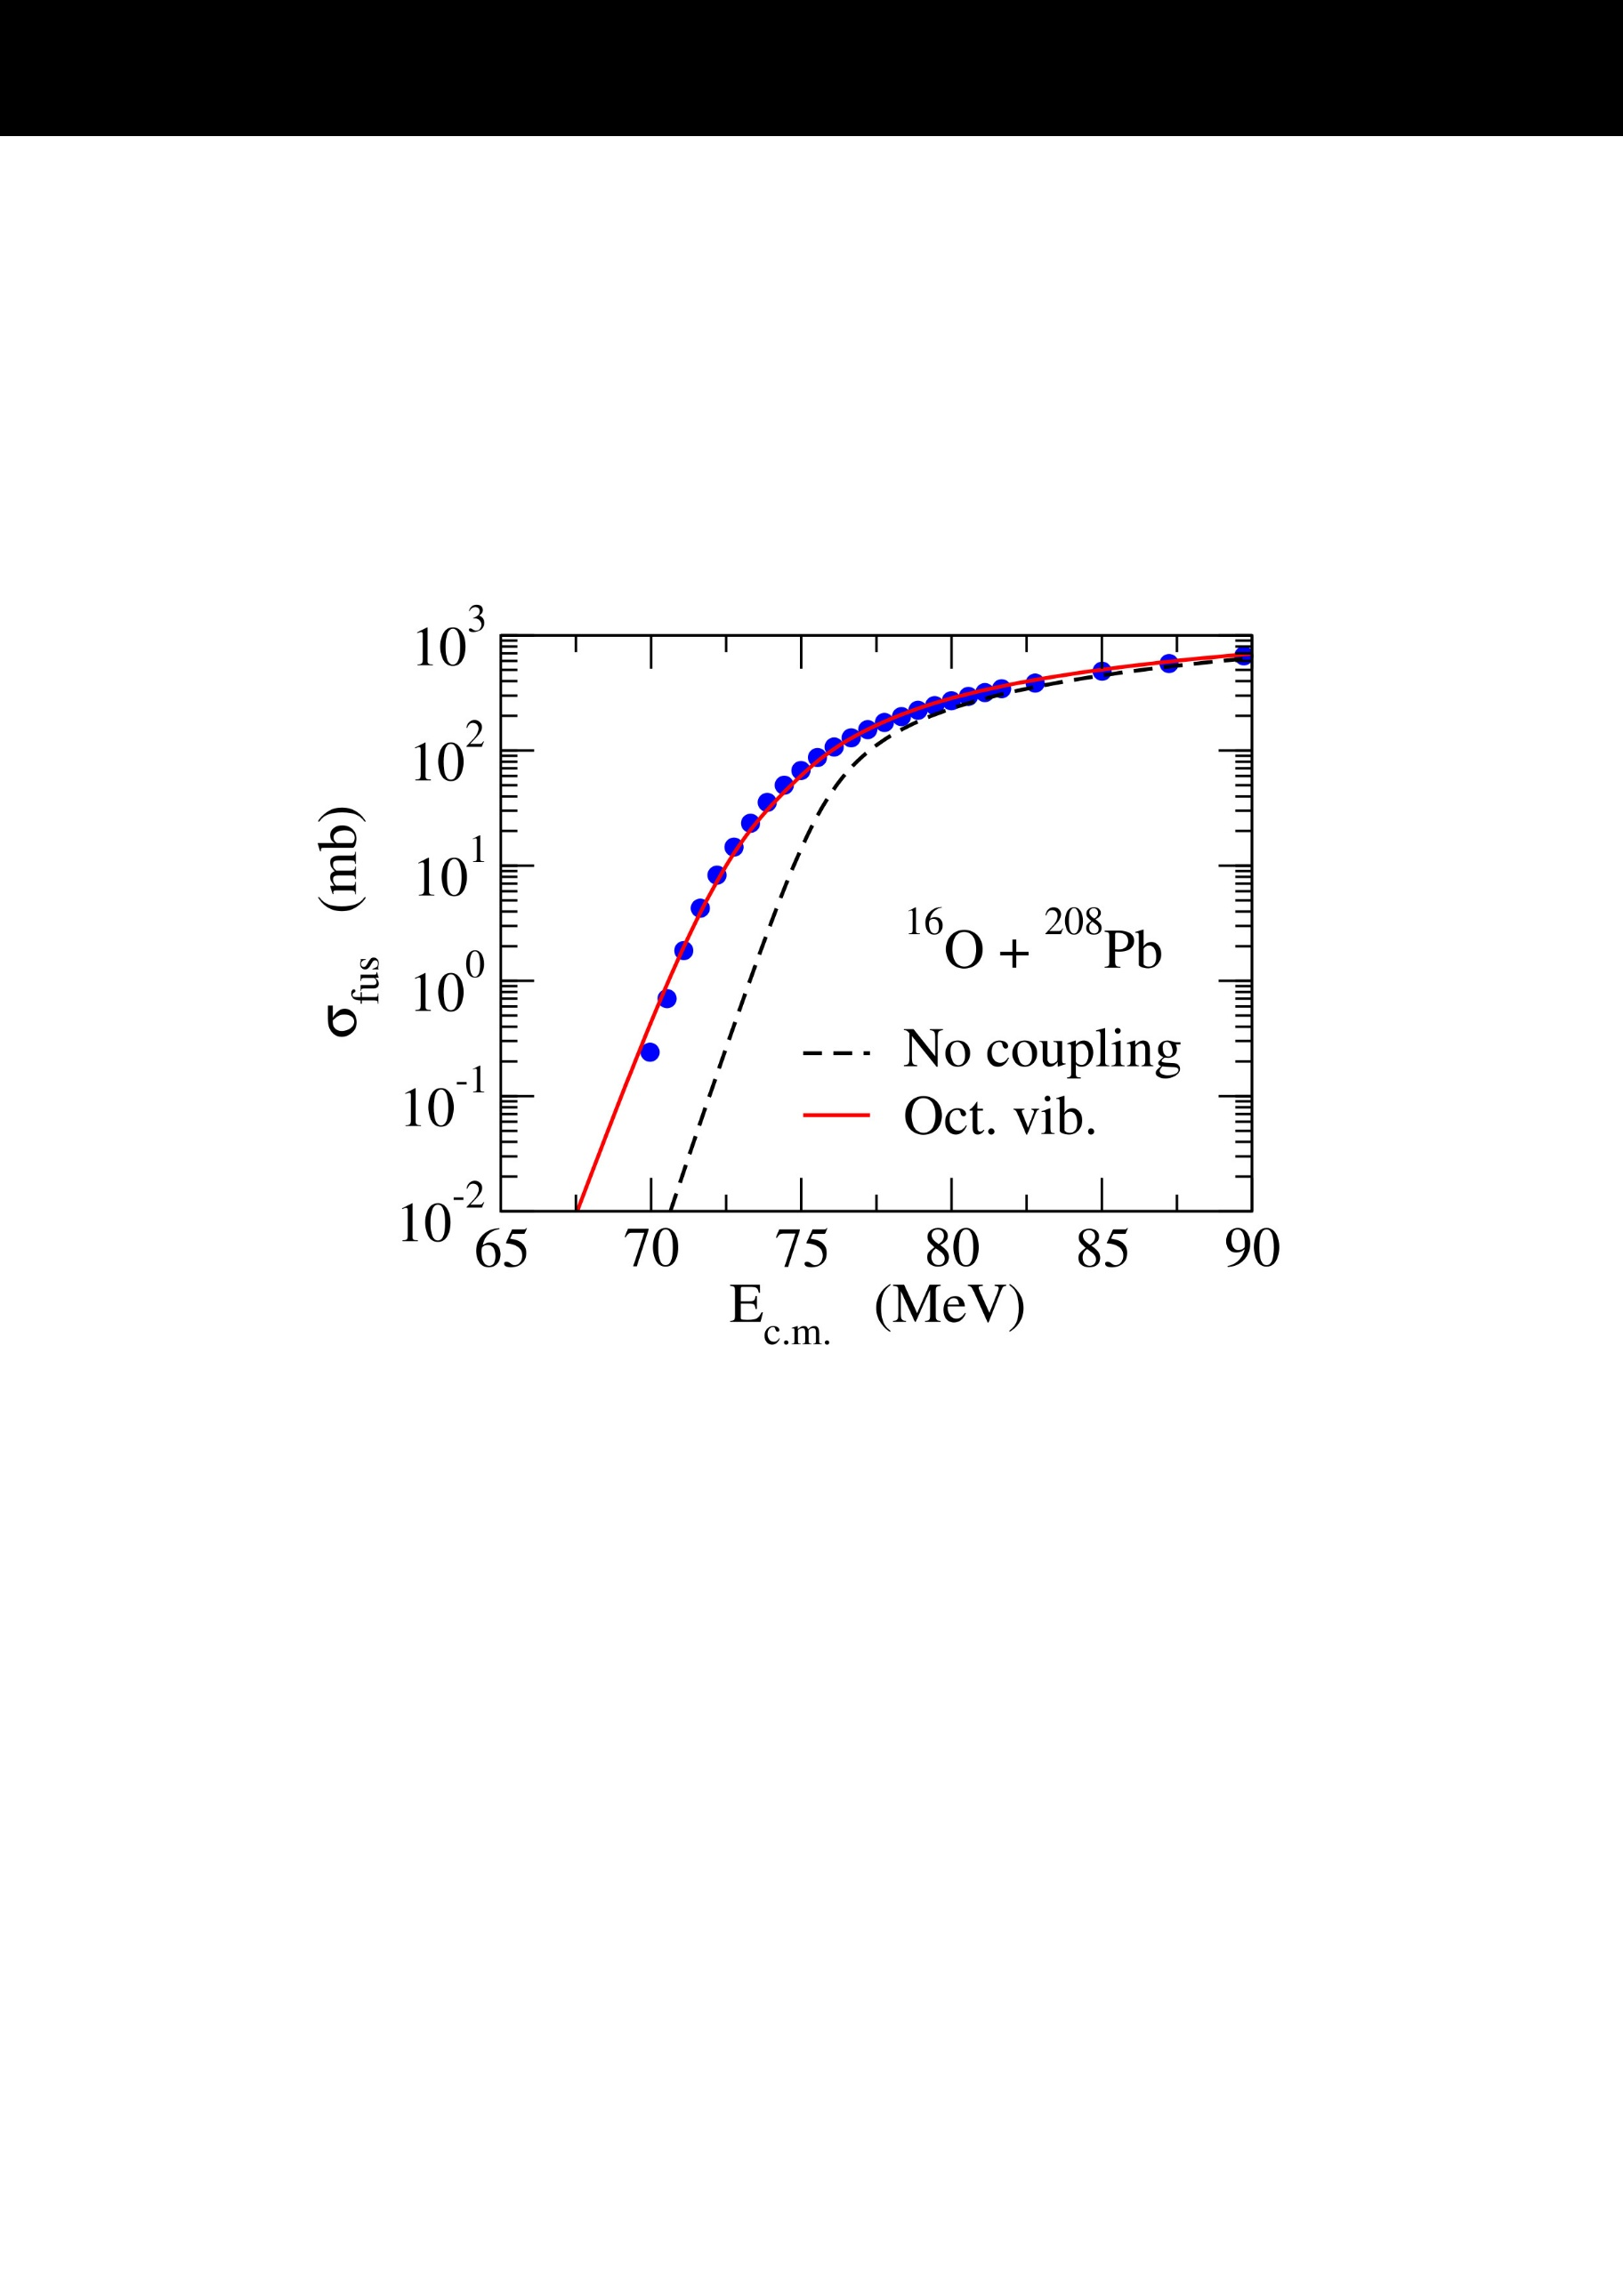 10^3
10^2
10^1
10^0
10^-1
10^-2
σ_fus (mb)
^16O + ^208Pb
No coupling
Oct. vib.
65 70 75 80 85 90
E_c.m. (MeV)